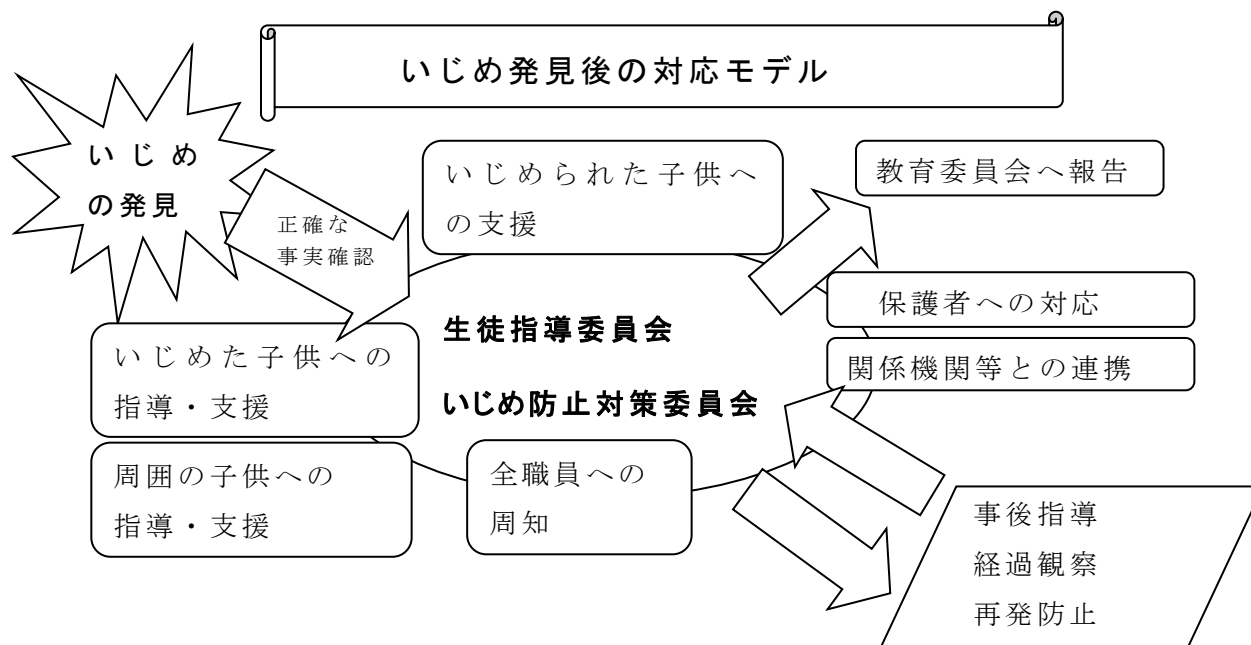 いじめ発見後の対応モデル
いじめ
の発見
正確な
事実確認
いじめられた子供へ
の支援
教育委員会へ報告
保護者への対応
関係機関等との連携
生徒指導委員会
いじめ防止対策委員会
いじめた子供への
指導・支援
周囲の子供への
指導・支援
全職員への
周知
事後指導
経過観察
再発防止